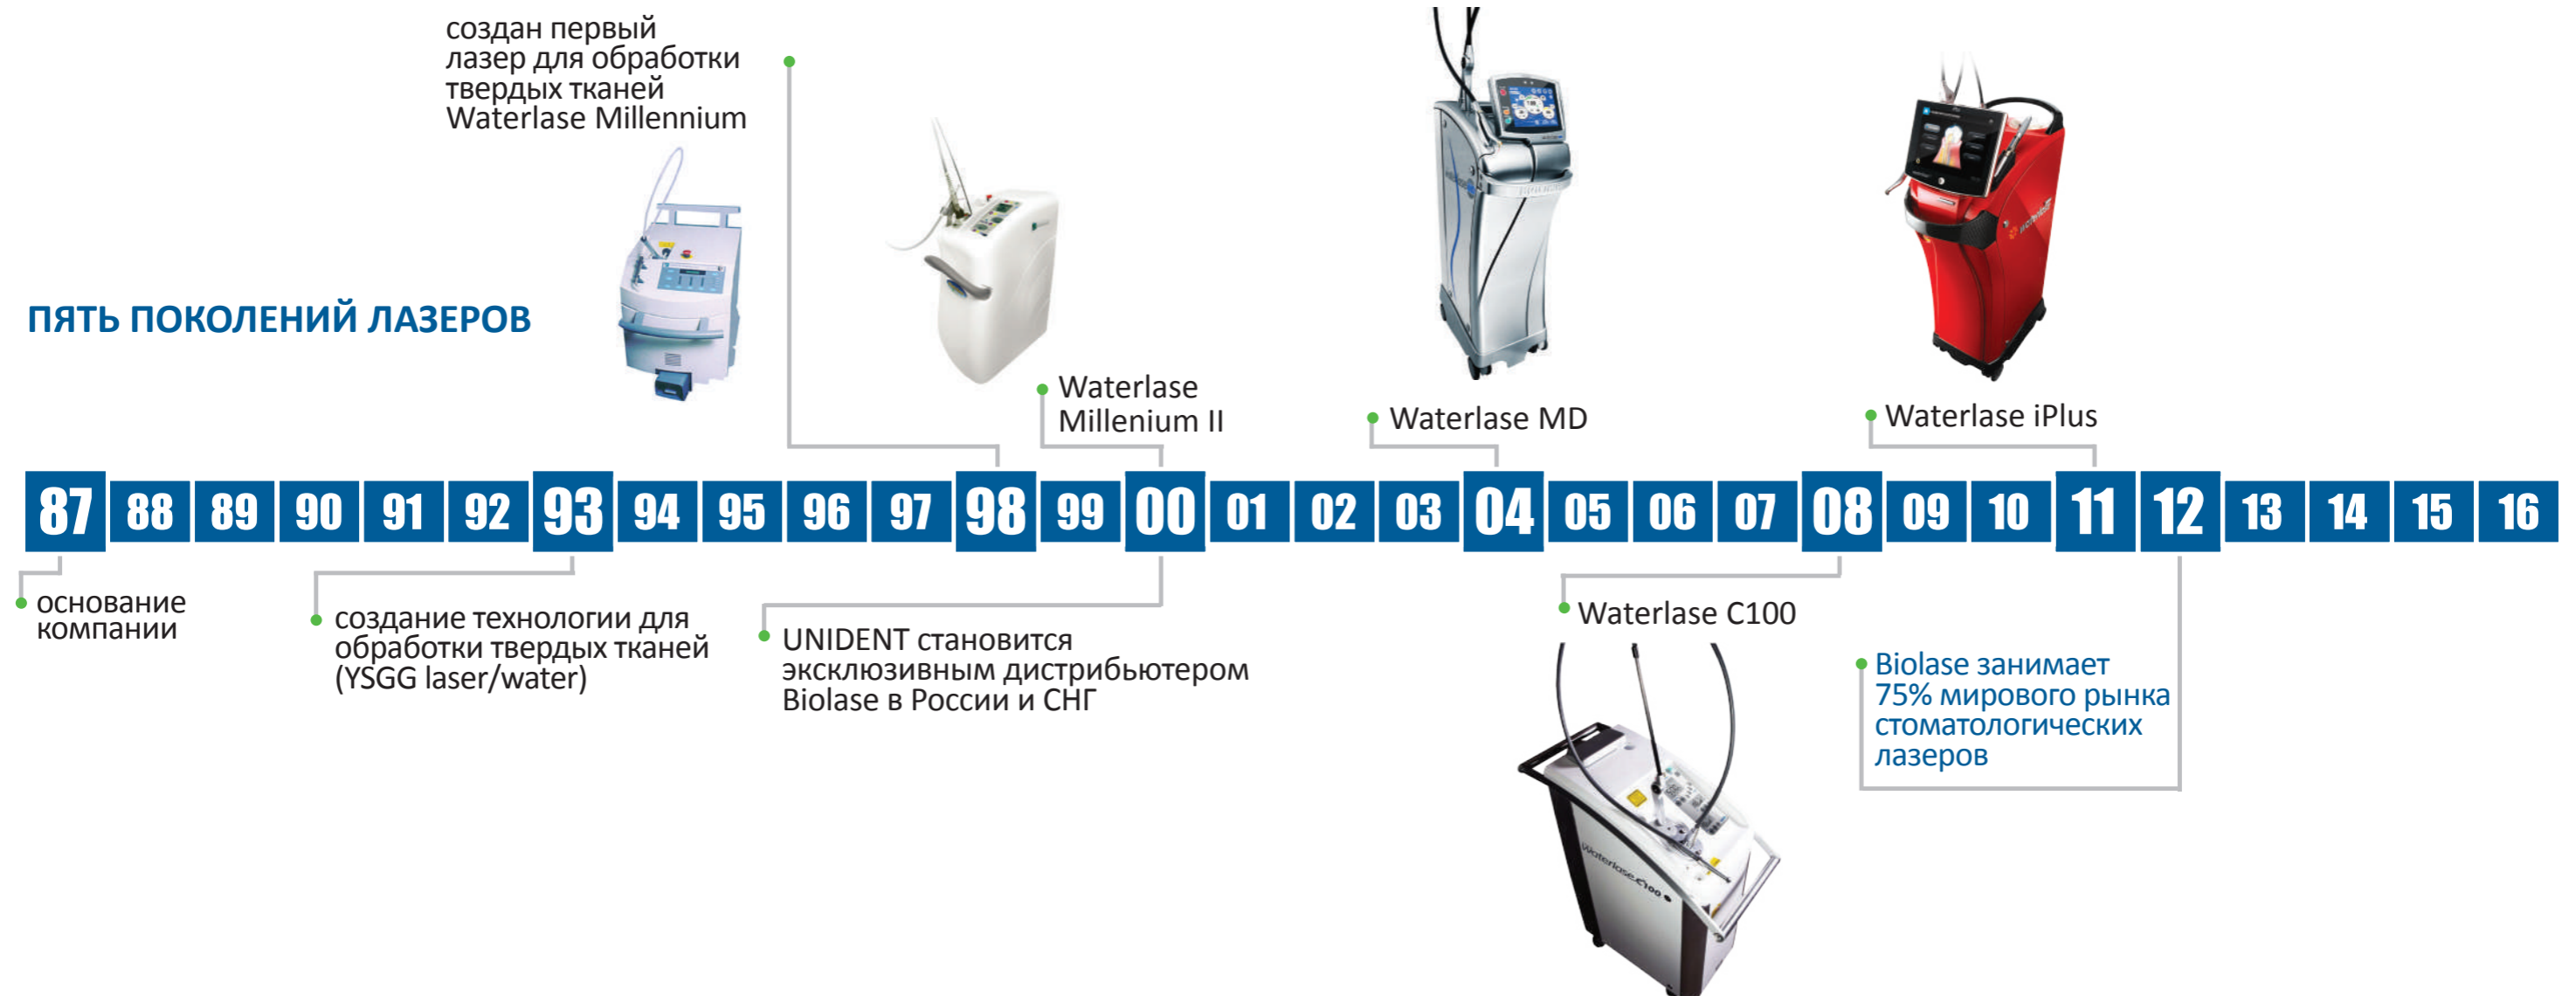 создан первый
лазер для обработки
твердых тканей
Waterlase Millennium
ПЯТЬ ПОКОЛЕНИЙ ЛАЗЕРОВ
Waterlase
Millenium II
Waterlase MD
Waterlase iPlus
87 88 89 90 91 92 93 94 95 96 97 98 99 00 01 02 03 04 05 06 07 08 09 10 11 12 13 14 15 16
основание
компании
создание технологии для
обработки твердых тканей
(YSGG laser/water)
UNIDENT становится
эксклюзивным дистрибьютером
Biolase в России и СНГ
Waterlase C100
Biolase занимает
75% мирового рынка
стоматологических
лазеров
Waterlase C100